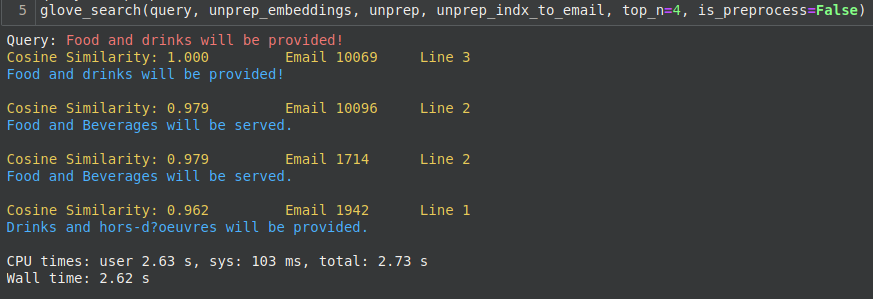 5 glove_search(query, unprep_embeddings, unprep, unprep_indx_to_email, top_n=4, is_preprocess=False)
Query: Food and drinks will be provided!
Cosine Similarity: 1.000 Email 10069 Line 3
Food and drinks will be provided!
Cosine Similarity: 0.979 Email 10096 Line 2
Food and Beverages will be served.
Cosine Similarity: 0.979 Email 1714 Line 2
Food and Beverages will be served.
Cosine Similarity: 0.962 Email 1942 Line 1
Drinks and hors-d?oeuvres will be provided.
CPU times: user 2.63 s, sys: 103 ms, total: 2.73 s
Wall time: 2.62 s